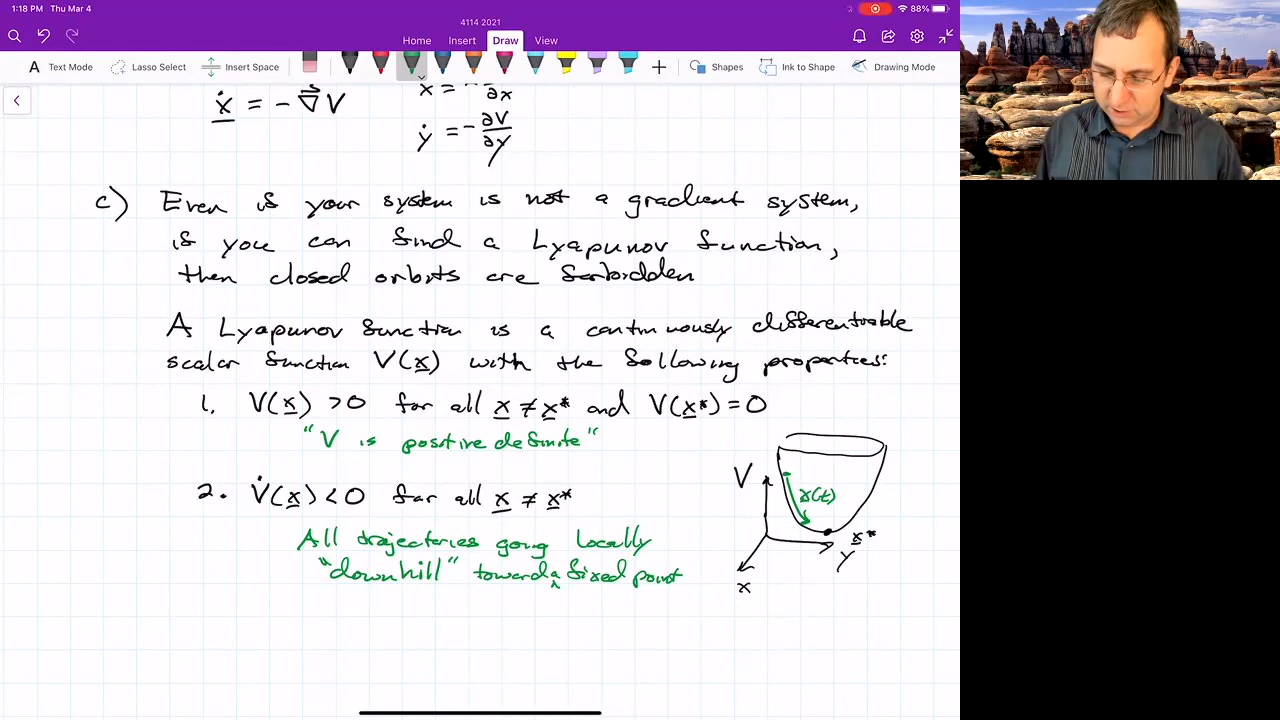 1:18 PM Thu Mar 4
88%
4114 2021
Home Insert Draw View
Text Mode Lasso Select Insert Space Shapes Ink to Shape Drawing Mode
ẋ = - ∇⃗ V
ẋ = - ∂x
ẏ = - ∂V/∂y
c) Even if your system is not a gradient system,
if you can find a Lyapunov function,
then closed orbits are forbidden
A Lyapunov function is a continuously differentiable
scalar function V(x) with the following properties:
1. V(x) > 0 for all x ≠ x* and V(x*) = 0
"V is positive definite"
2. V̇(x) < 0 for all x ≠ x*
All trajectories going locally
"downhill" toward a fixed point
V
x(t)
x*
y
x